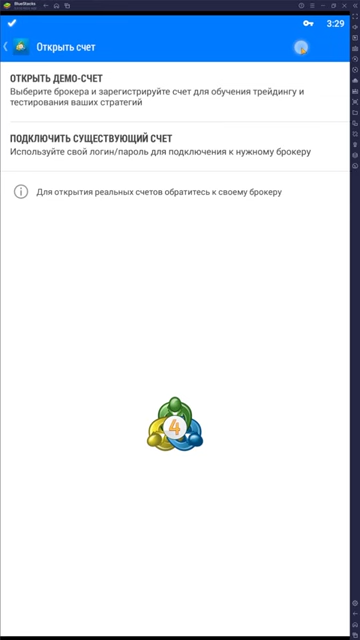 BlueStacks
3:29
Открыть счет
ОТКРЫТЬ ДЕМО-СЧЕТ
Выберите брокера и зарегистрируйте счет для обучения трейдингу и
тестирования ваших стратегий
ПОДКЛЮЧИТЬ СУЩЕСТВУЮЩИЙ СЧЕТ
Используйте свой логин/пароль для подключения к нужному брокеру
Для открытия реальных счетов обратитесь к своему брокеру
4